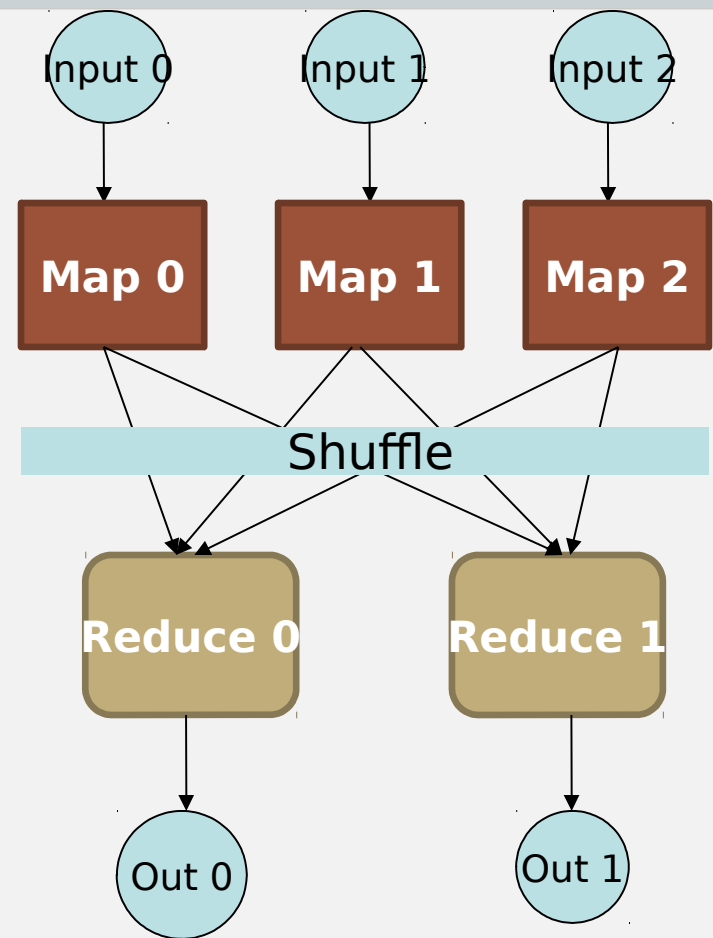 Input 0
Input 1
Input 2
Map 0
Map 1
Map 2
Shuffle
Reduce 0
Reduce 1
Out 0
Out 1